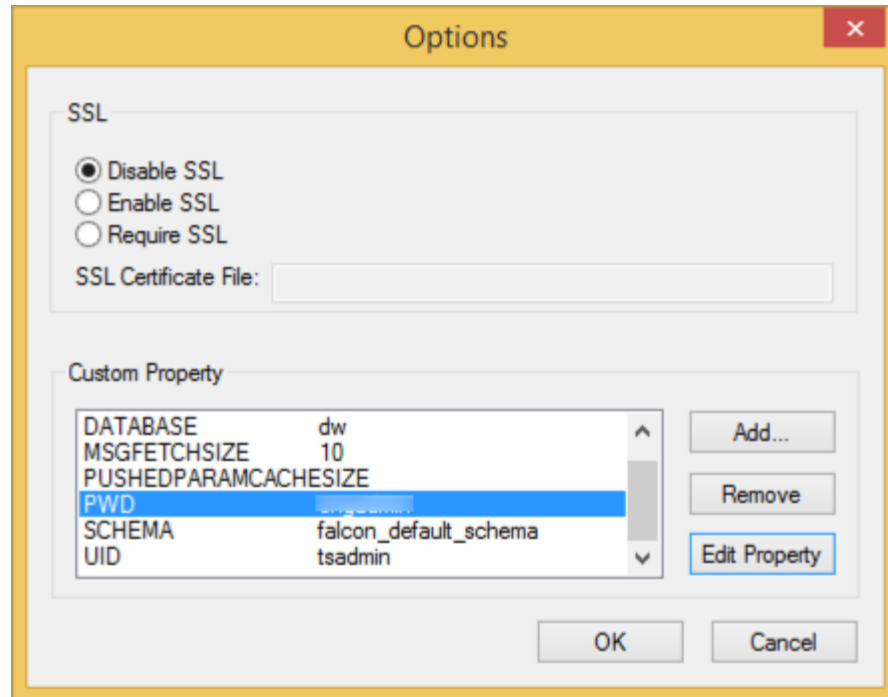 Options
SSL
Disable SSL
Enable SSL
Require SSL
SSL Certificate File:
Custom Property
DATABASE dw
MSGFETCHSIZE 10
PUSHEDPARAMCACHESIZE
PWD
SCHEMA falcon_default_schema
UID tsadmin
Add...
Remove
Edit Property
OK Cancel